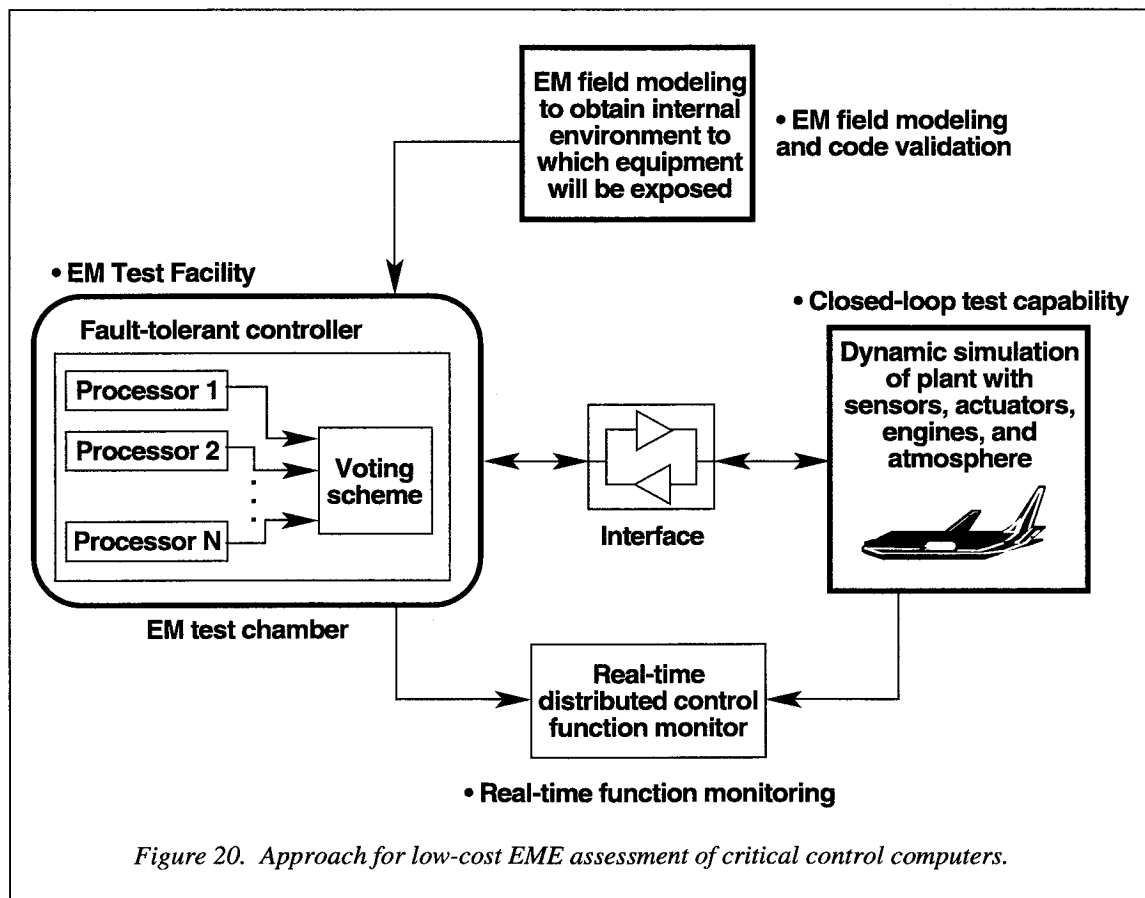 EM field modeling
to obtain internal
environment to
which equipment
will be exposed
• EM field modeling
and code validation
• EM Test Facility
Fault-tolerant controller
Processor 1
Processor 2
Processor N
Voting
scheme
EM test chamber
Interface
• Closed-loop test capability
Dynamic simulation
of plant with
sensors, actuators,
engines, and
atmosphere
Real-time
distributed control
function monitor
• Real-time function monitoring
Figure 20. Approach for low-cost EME assessment of critical control computers.